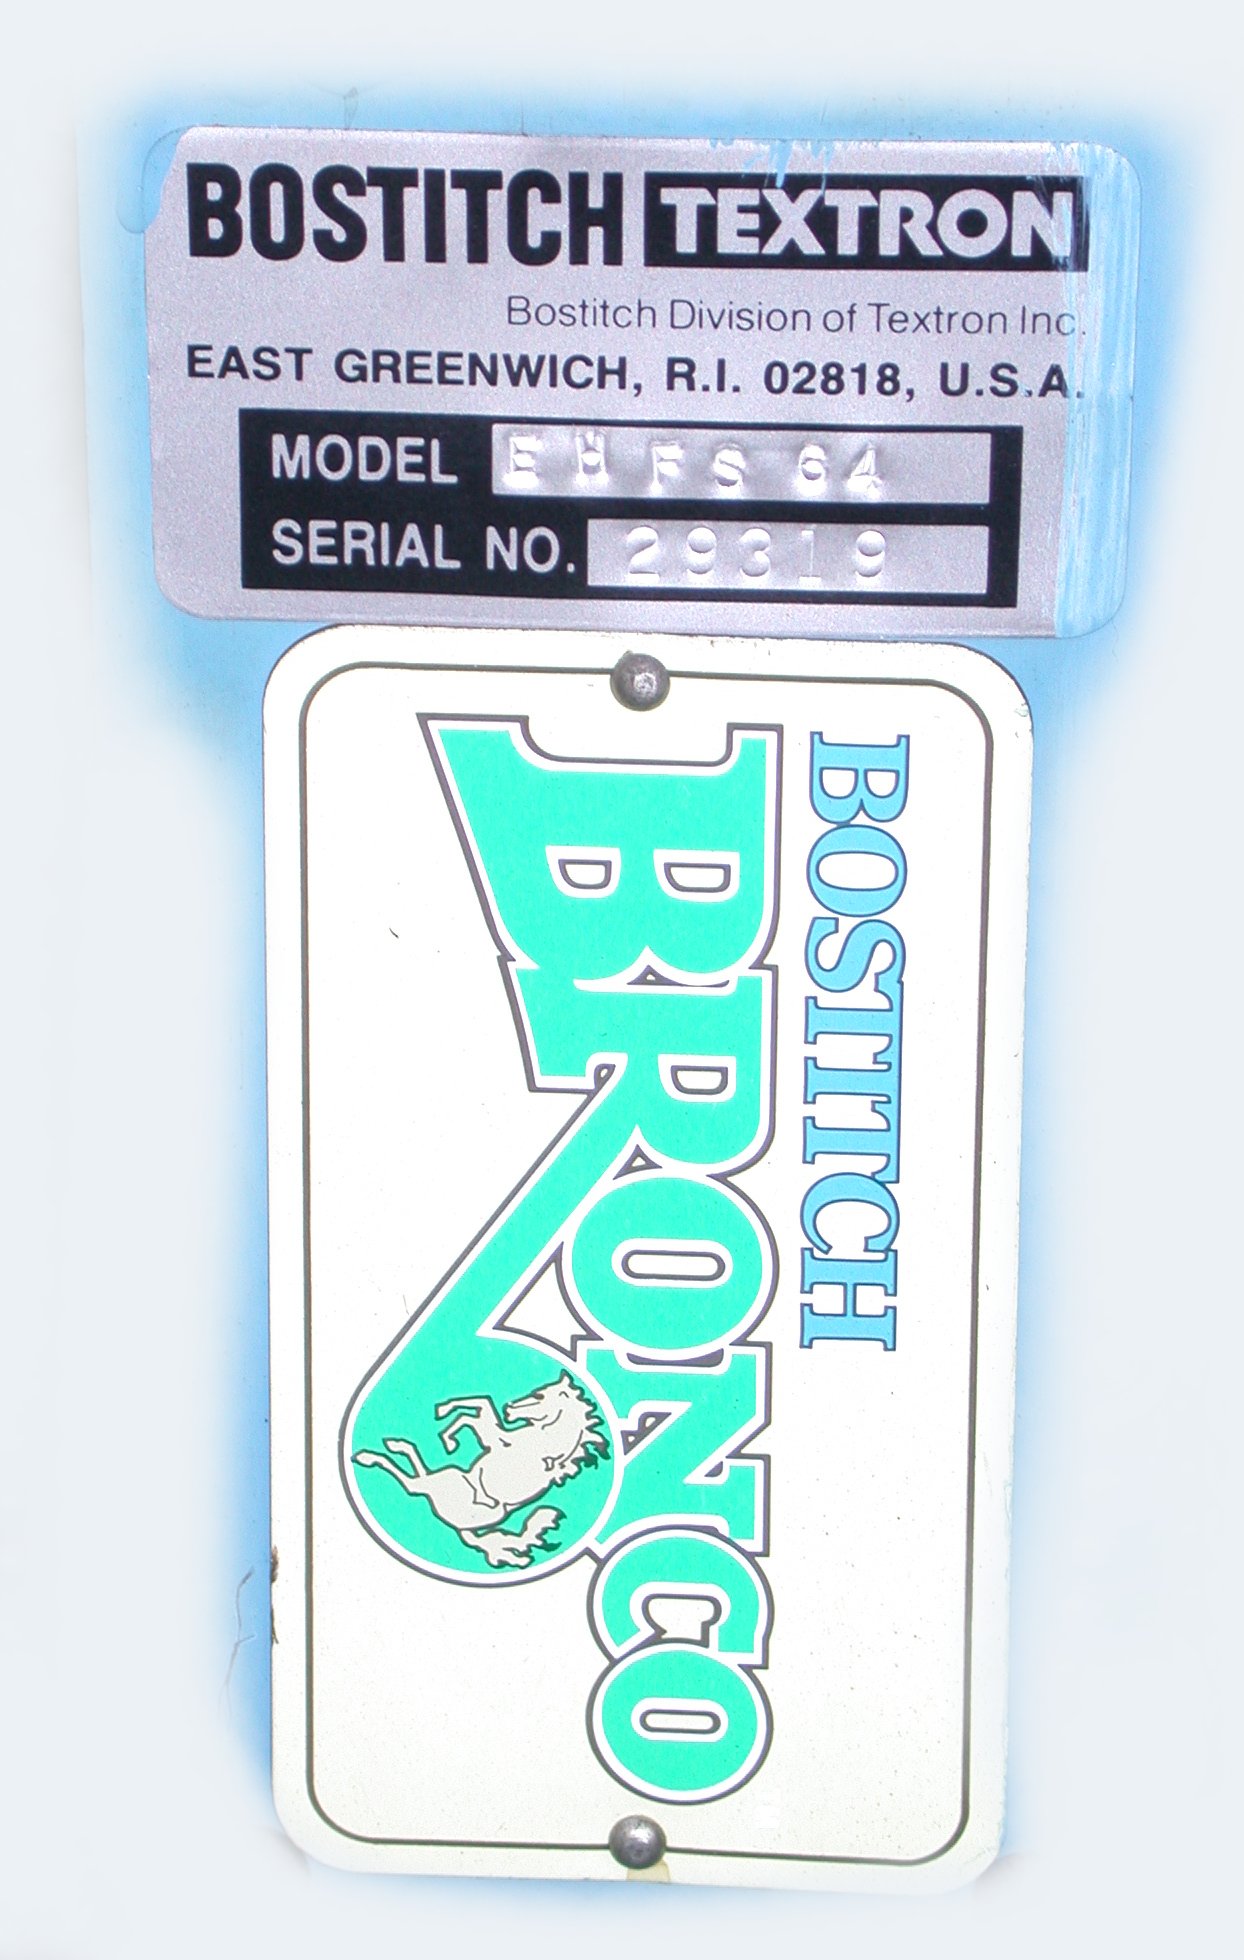 BOSTITCH TEXTRON
Bostitch Division of Textron Inc.
EAST GREENWICH, R.I. 02818, U.S.A.
MODEL EHFS 64
SERIAL NO. 29319
BOSTITCH
BRONCO